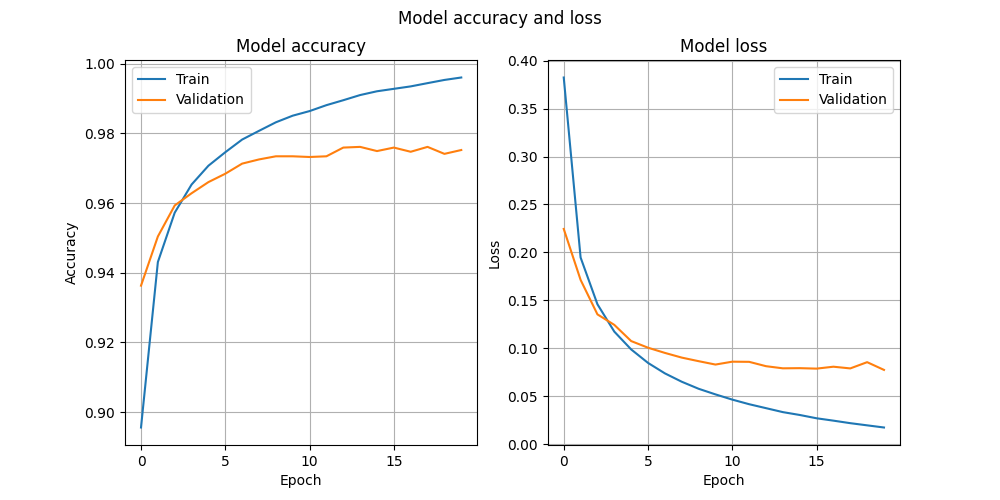 Model accuracy and loss
Model accuracy
1.00
0.98
0.96
0.94
0.92
0.90
Accuracy
Train
Validation
0 5 10 15
Epoch
Model loss
0.40
0.35
0.30
0.25
0.20
0.15
0.10
0.05
0.00
Loss
Train
Validation
0 5 10 15
Epoch